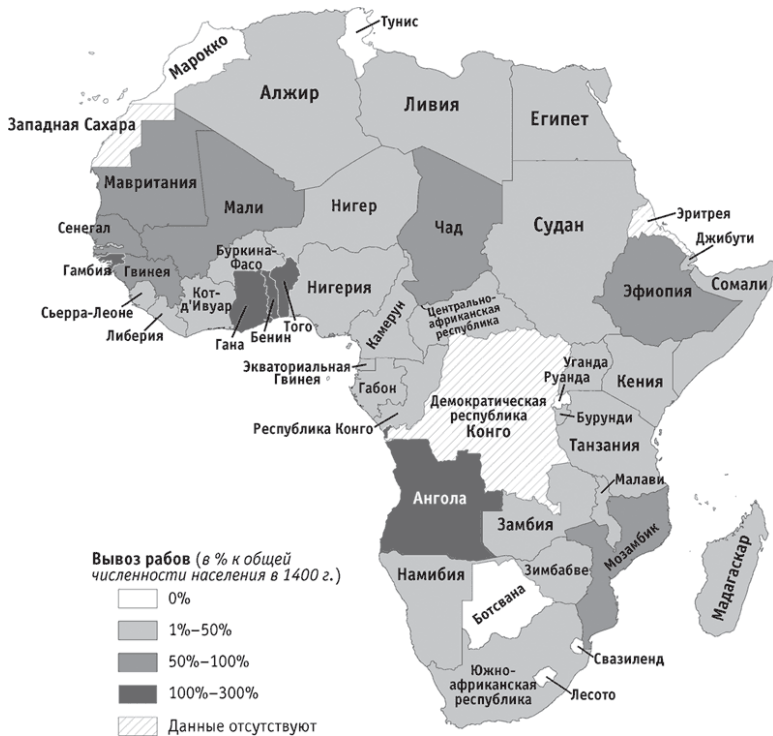 Тунис
Марокко
Алжир
Ливия
Египет
Западная Сахара
Мавритания
Мали
Нигер
Чад
Судан
Эритрея
Джибути
Сенегал
Буркина-
Фасо
Гамбия
Гвинея
Кот-
д'Ивуар
Нигерия
Эфиопия
Сомали
Сьерра-Леоне
Либерия
Гана
Бенин
Того
Камерун
Центрально-
африканская
республика
Экваториальная
Гвинея
Габон
Уганда
Руанда
Кения
Республика Конго
Демократическая
республика
Конго
Бурунди
Танзания
Малави
Ангола
Замбия
Мозамбик
Мадагаскар
Намибия
Зимбабве
Ботсвана
Свазиленд
Южно-
африканская
республика
Лесото
Вывоз рабов (в % к общей
численности населения в 1400 г.)
0%
1%–50%
50%–100%
100%–300%
Данные отсутствуют